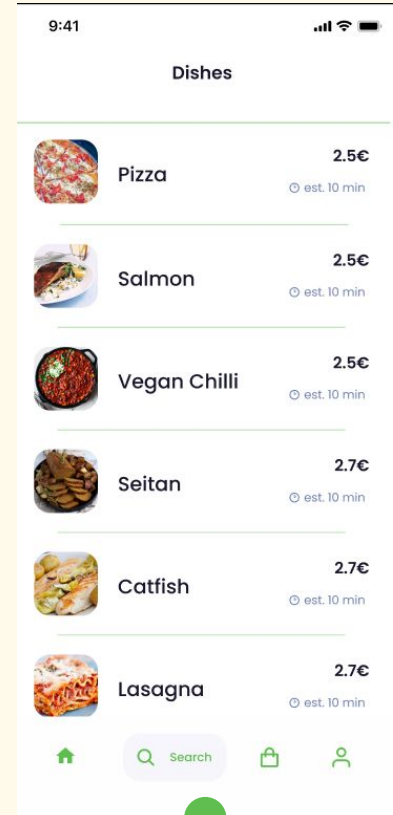 9:41
Dishes
Pizza
2.5€
est. 10 min
Salmon
2.5€
est. 10 min
Vegan Chilli
2.5€
est. 10 min
Seitan
2.7€
est. 10 min
Catfish
2.7€
est. 10 min
Lasagna
2.7€
est. 10 min
Search